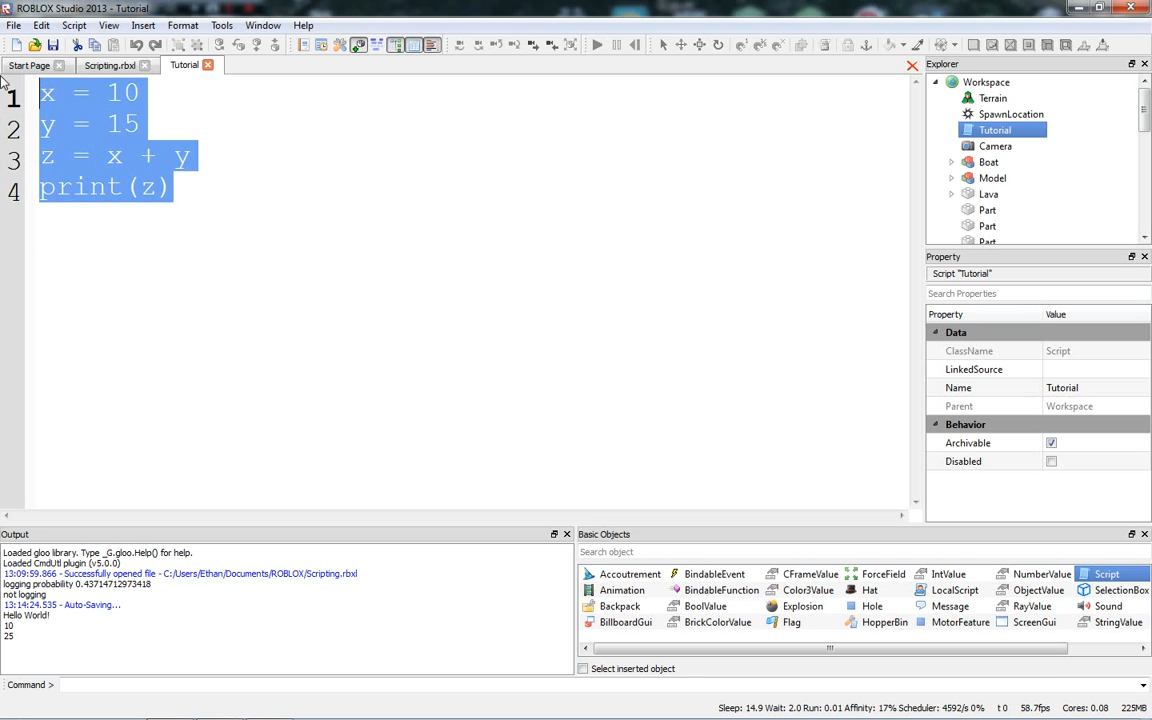 ROBLOX Studio 2013 - Tutorial
File Edit Script View Insert Format Tools Window Help
Start Page Scripting.rbxl Tutorial
1 x = 10
2 y = 15
3 z = x + y
4 print(z)
Explorer
Workspace
Terrain
SpawnLocation
Tutorial
Camera
Boat
Model
Lava
Part
Part
Part
Property
Script "Tutorial"
Search Properties
Property Value
Data
ClassName Script
LinkedSource
Name Tutorial
Parent Workspace
Behavior
Archivable
Disabled
Output
Loaded gloo library. Type _G.gloo.Help() for help.
Loaded CmdUtl plugin (v5.0.0)
13:09:59.866 - Successfully opened file - C:/Users/Ethan/Documents/ROBLOX/Scripting.rbxl
logging probability 0.43714712973418
not logging
13:14:24.535 - Auto-Saving...
Hello World!
10
25
Basic Objects
Search object
Accoutrement BindableEvent CFrameValue ForceField IntValue NumberValue Script
Animation BindableFunction Color3Value Hat LocalScript ObjectValue SelectionBox
Backpack BoolValue Explosion Hole Message RayValue Sound
BillboardGui BrickColorValue Flag HopperBin MotorFeature ScreenGui StringValue
Select inserted object
Command >
Sleep: 14.9 Wait: 2.0 Run: 0.01 Affinity: 17% Scheduler: 4592/s 0% t 0 58.7fps Cores: 0.08 225MB